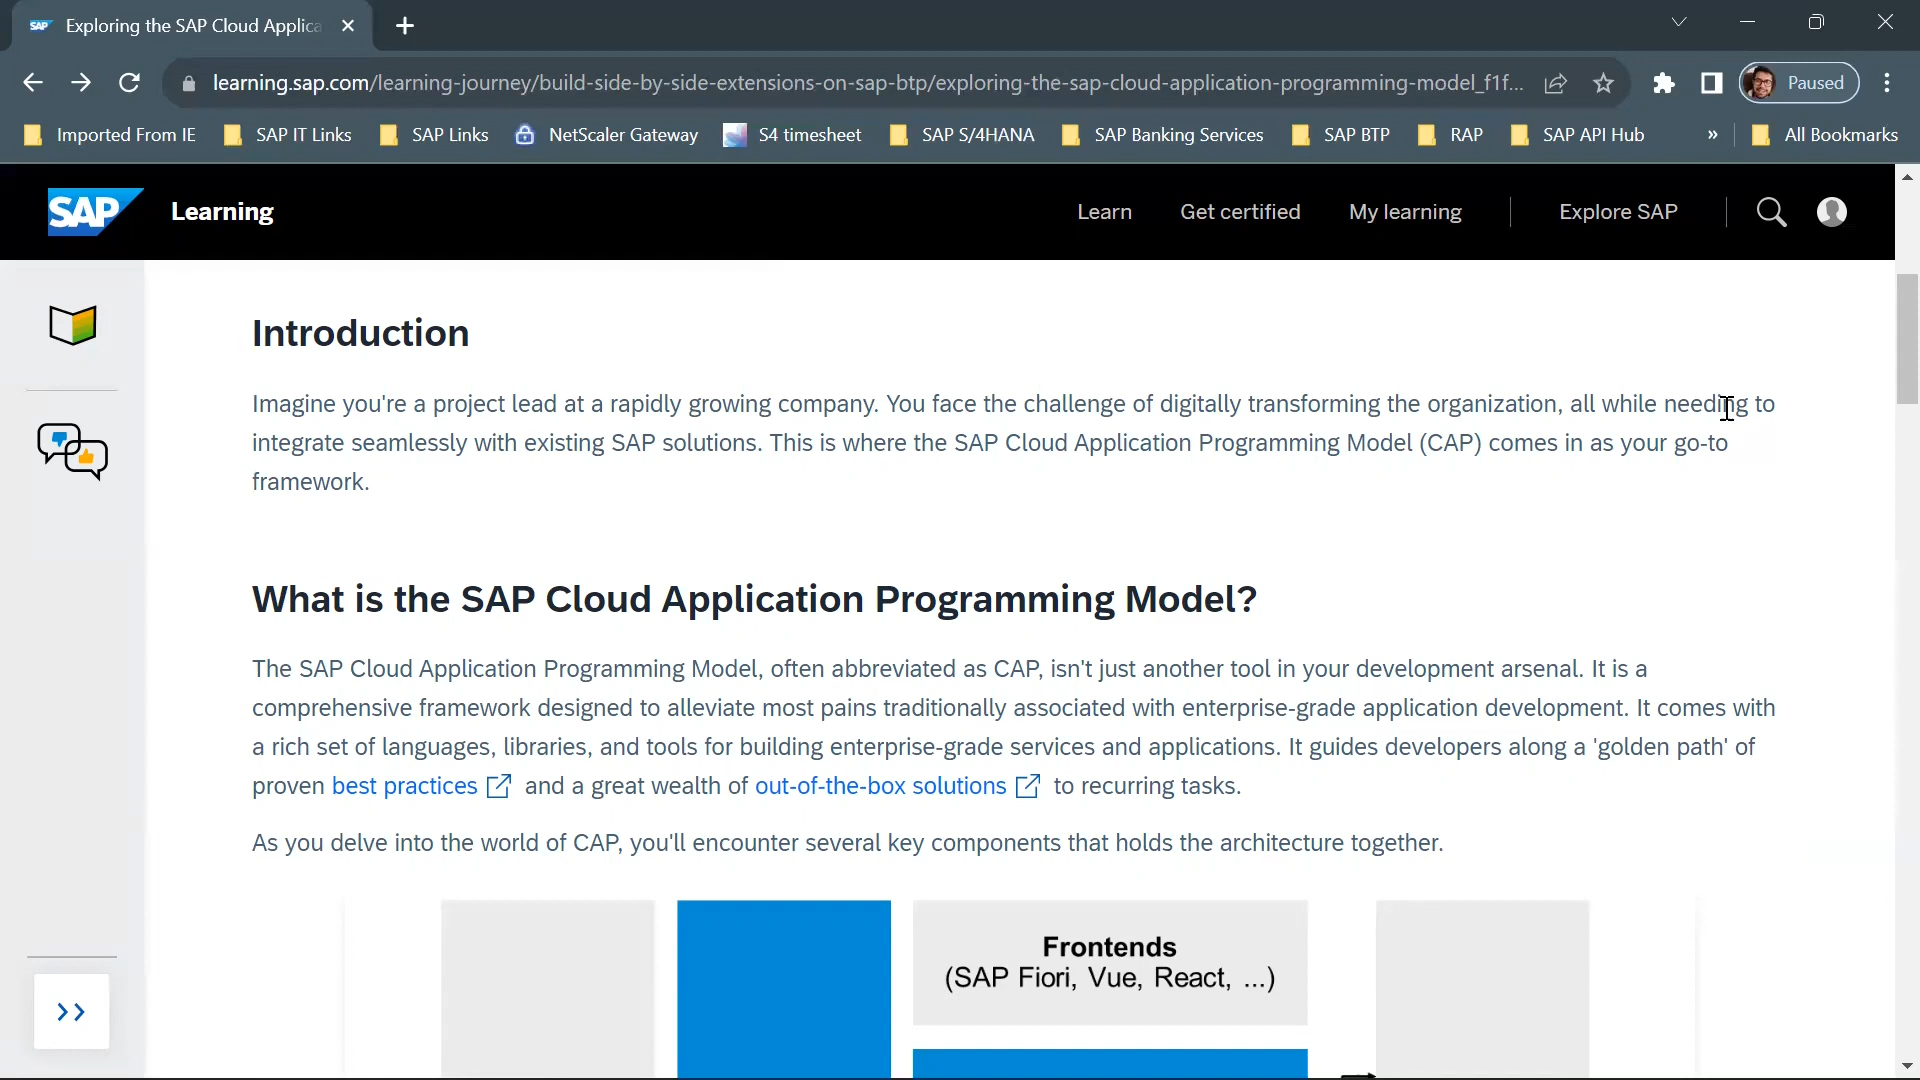 SAP Exploring the SAP Cloud Applica
learning.sap.com/learning-journey/build-side-by-side-extensions-on-sap-btp/exploring-the-sap-cloud-application-programming-model_f1f... Paused
Imported From IE SAP IT Links SAP Links NetScaler Gateway S4 timesheet SAP S/4HANA SAP Banking Services SAP BTP RAP SAP API Hub » All Bookmarks
SAP Learning Learn Get certified My learning Explore SAP
Introduction
Imagine you're a project lead at a rapidly growing company. You face the challenge of digitally transforming the organization, all while needing to
integrate seamlessly with existing SAP solutions. This is where the SAP Cloud Application Programming Model (CAP) comes in as your go-to
framework.
What is the SAP Cloud Application Programming Model?
The SAP Cloud Application Programming Model, often abbreviated as CAP, isn't just another tool in your development arsenal. It is a
comprehensive framework designed to alleviate most pains traditionally associated with enterprise-grade application development. It comes with
a rich set of languages, libraries, and tools for building enterprise-grade services and applications. It guides developers along a 'golden path' of
proven best practices and a great wealth of out-of-the-box solutions to recurring tasks.
As you delve into the world of CAP, you'll encounter several key components that holds the architecture together.
Frontends
(SAP Fiori, Vue, React, ...)